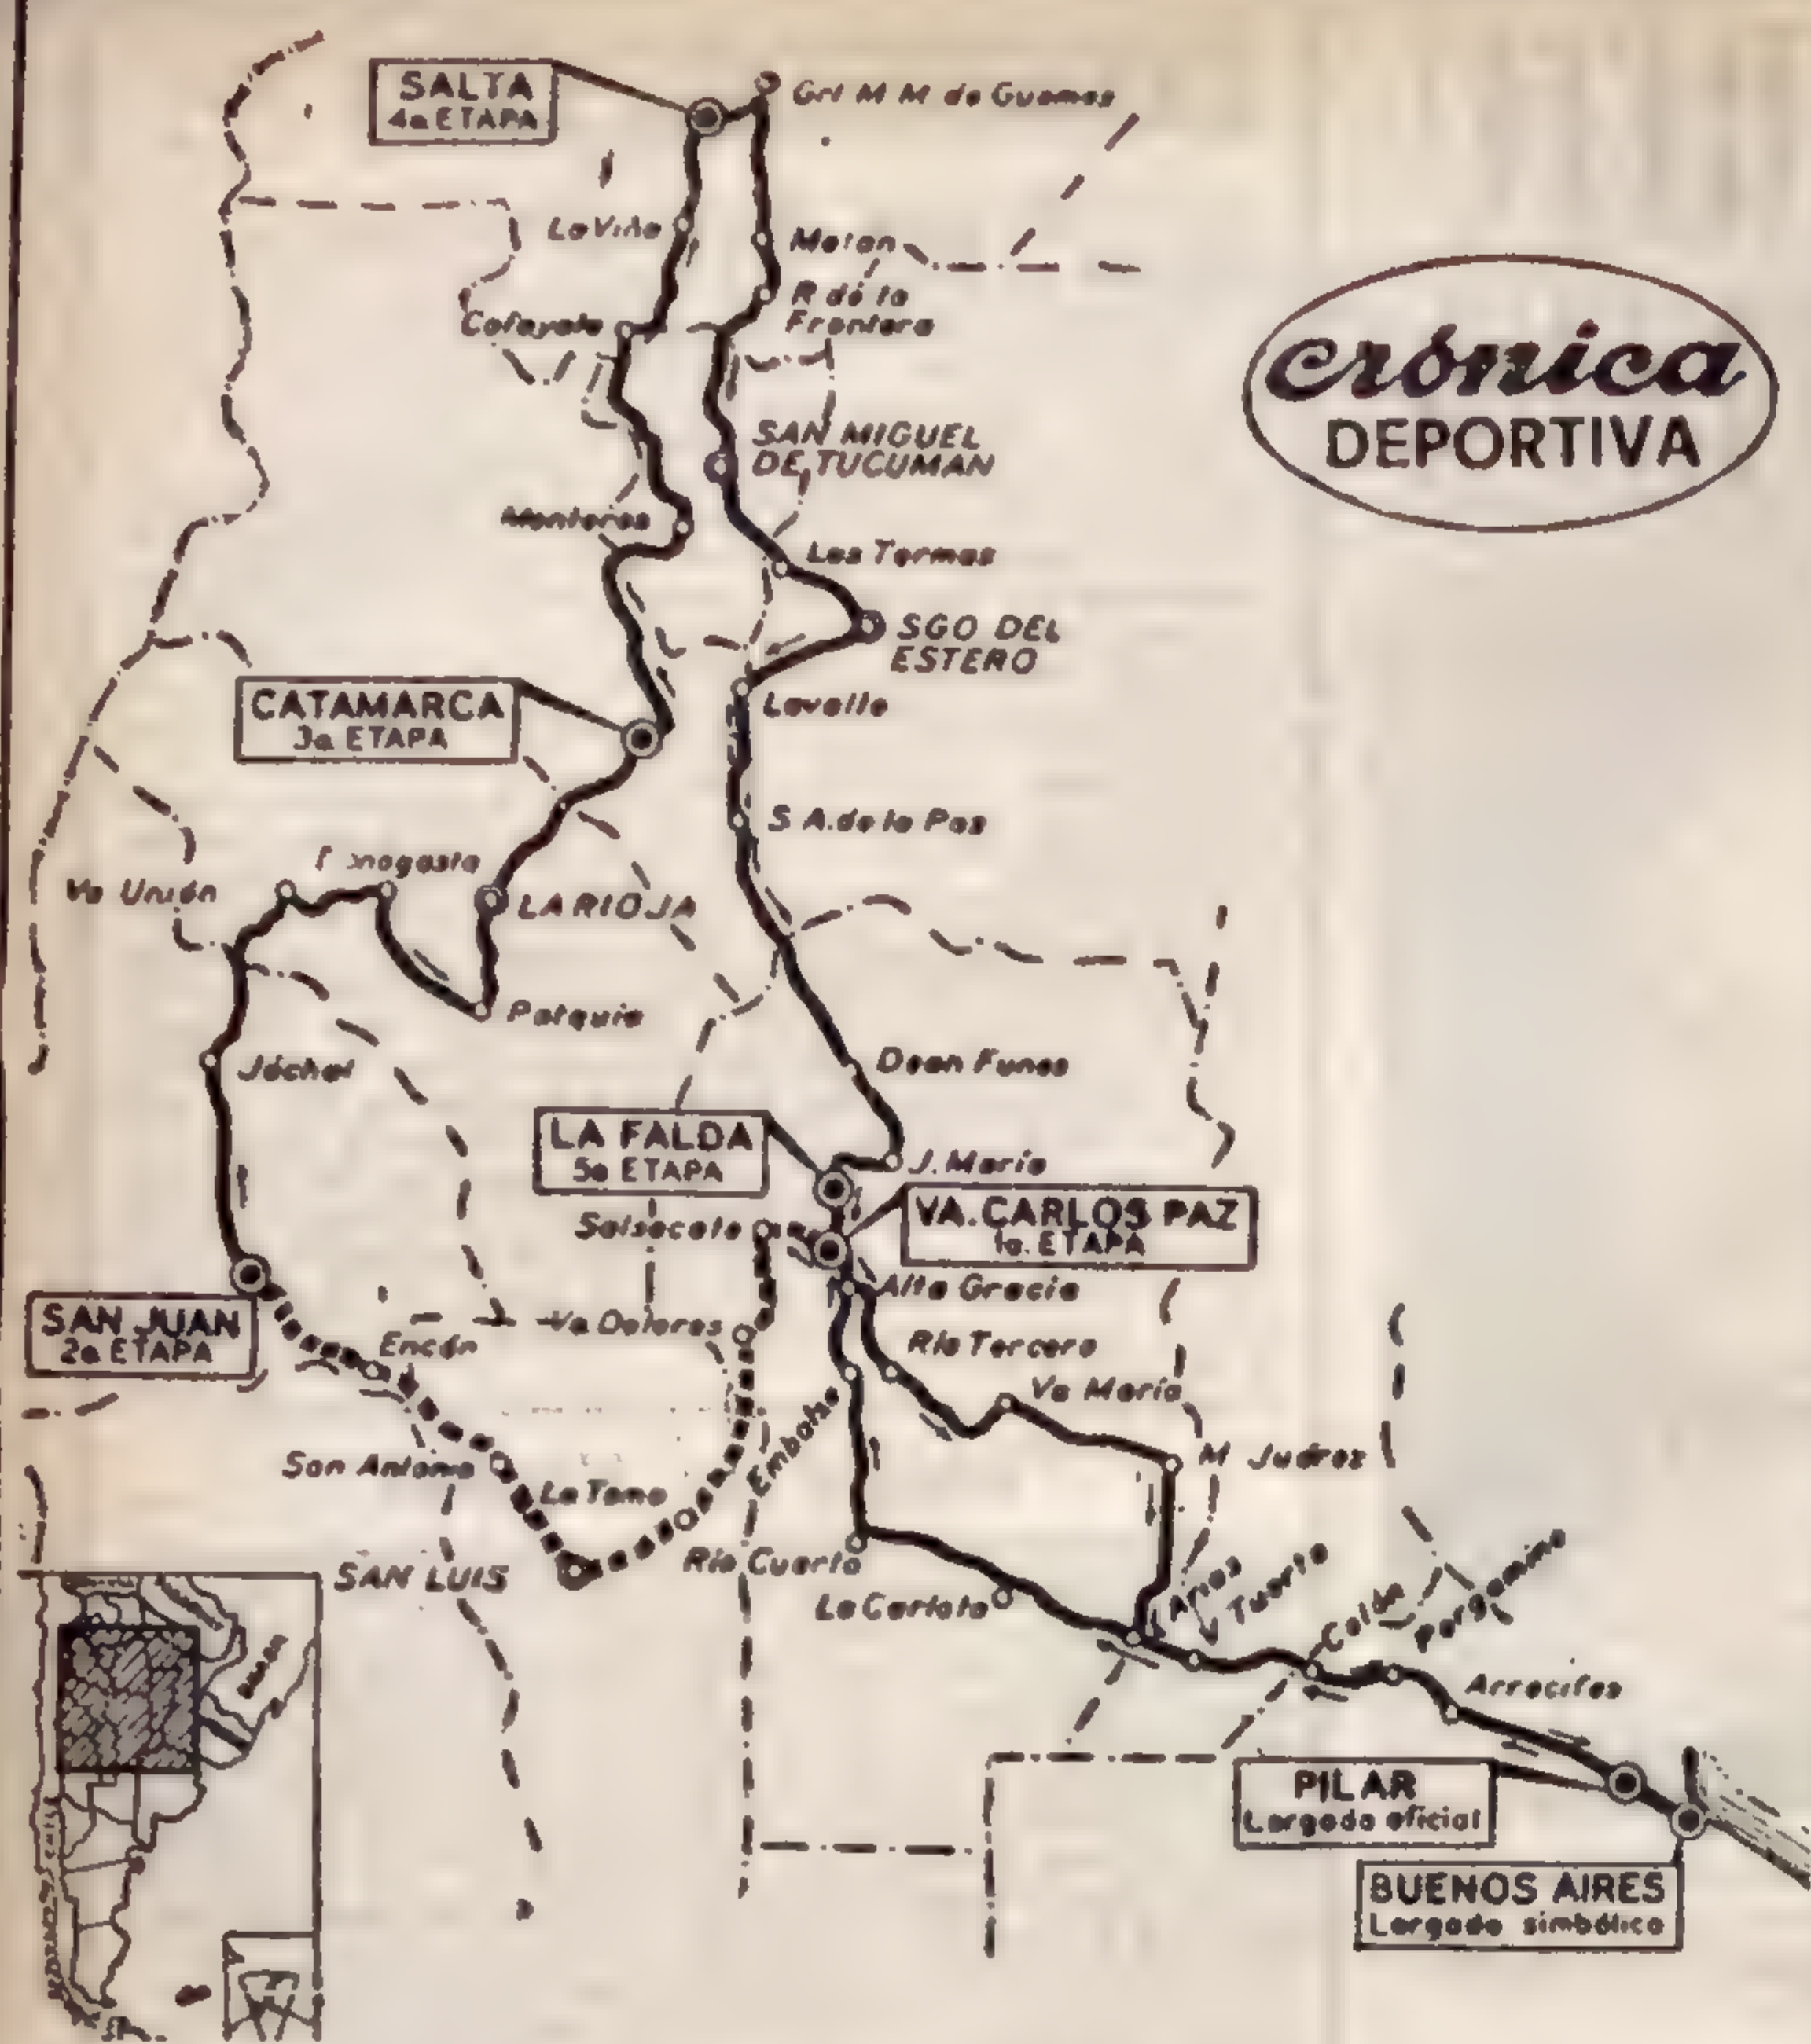 SALTA
4a ETAPA
Grl M M de Guemes
La Viña
Metan
R de la
Frontera
Cafayate
crónica
DEPORTIVA
SAN MIGUEL
DE TUCUMAN
Monteros
Las Termas
SGO DEL
ESTERO
CATAMARCA
3a ETAPA
Lavalle
S A. de la Paz
Va Unión
LA RIOJA
Patquia
Jáchal
Dean Funes
LA FALDA
5a ETAPA
J. María
VA. CARLOS PAZ
1a. ETAPA
Salsacate
Alta Gracia
SAN JUAN
2a ETAPA
Encón
Va Dolores
Río Tercero
Va María
Embalse
M Juárez
San Antonio
La Toma
SAN LUIS
Río Cuarto
La Carlota
Arias
V Tuerto
Colón
Pergamino
Arrecifes
PILAR
Largada oficial
BUENOS AIRES
Largada simbólica